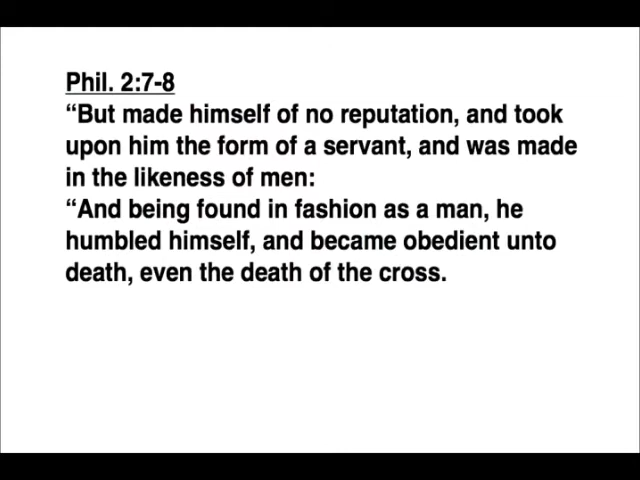 Phil. 2:7-8
“But made himself of no reputation, and took
upon him the form of a servant, and was made
in the likeness of men:
“And being found in fashion as a man, he
humbled himself, and became obedient unto
death, even the death of the cross.